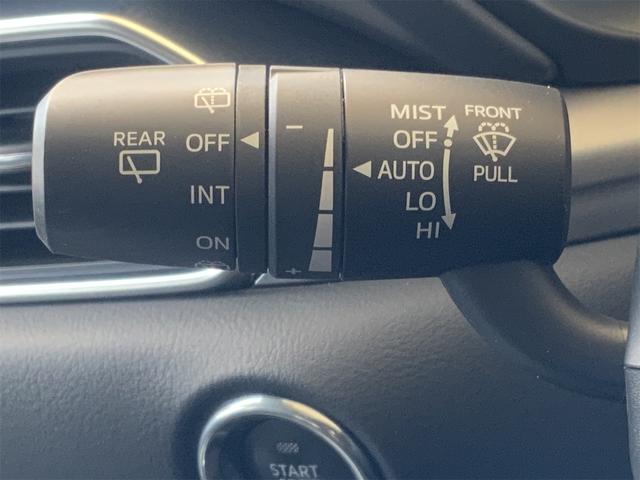 REAR
OFF
INT
ON
−
+
MIST
OFF
AUTO
LO
HI
FRONT
PULL
START